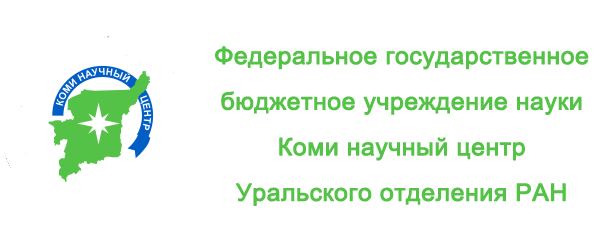 КОМИ НАУЧНЫЙ ЦЕНТР
Федеральное государственное
бюджетное учреждение науки
Коми научный центр
Уральского отделения РАН